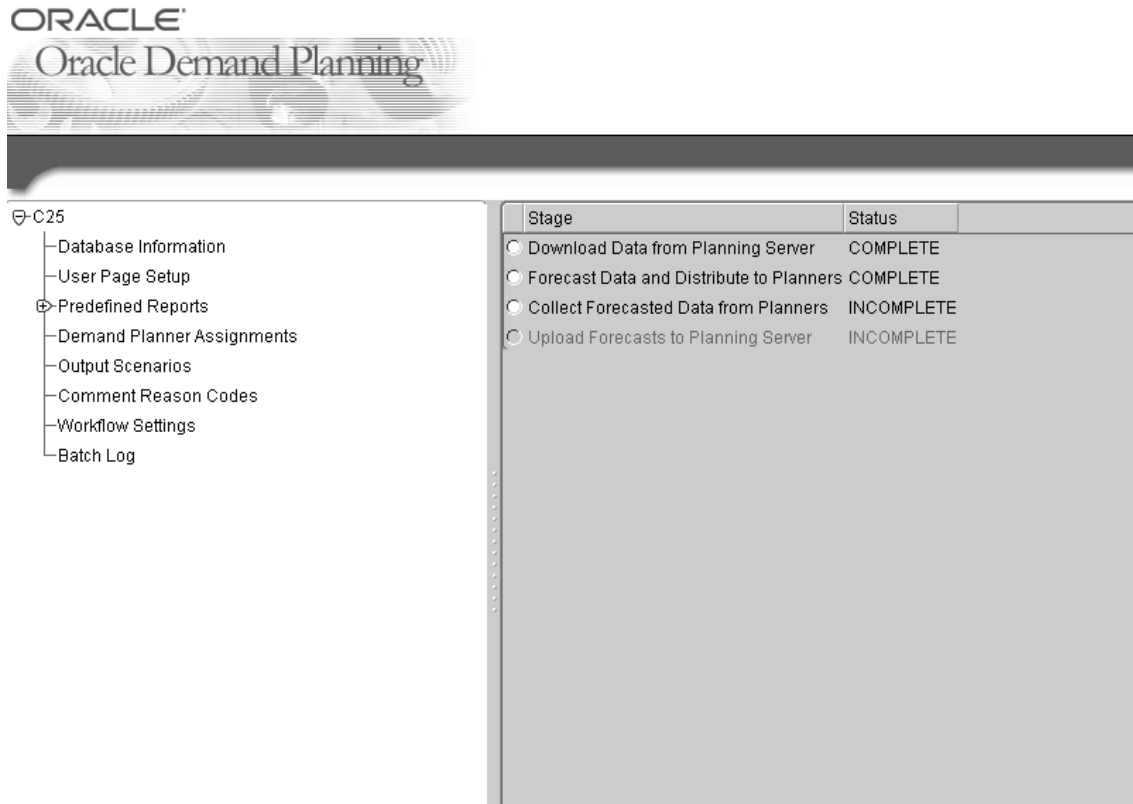 ORACLE
Oracle Demand Planning
C25
Database Information
User Page Setup
Predefined Reports
Demand Planner Assignments
Output Scenarios
Comment Reason Codes
Workflow Settings
Batch Log
Stage Status
Download Data from Planning Server COMPLETE
Forecast Data and Distribute to Planners COMPLETE
Collect Forecasted Data from Planners INCOMPLETE
Upload Forecasts to Planning Server INCOMPLETE